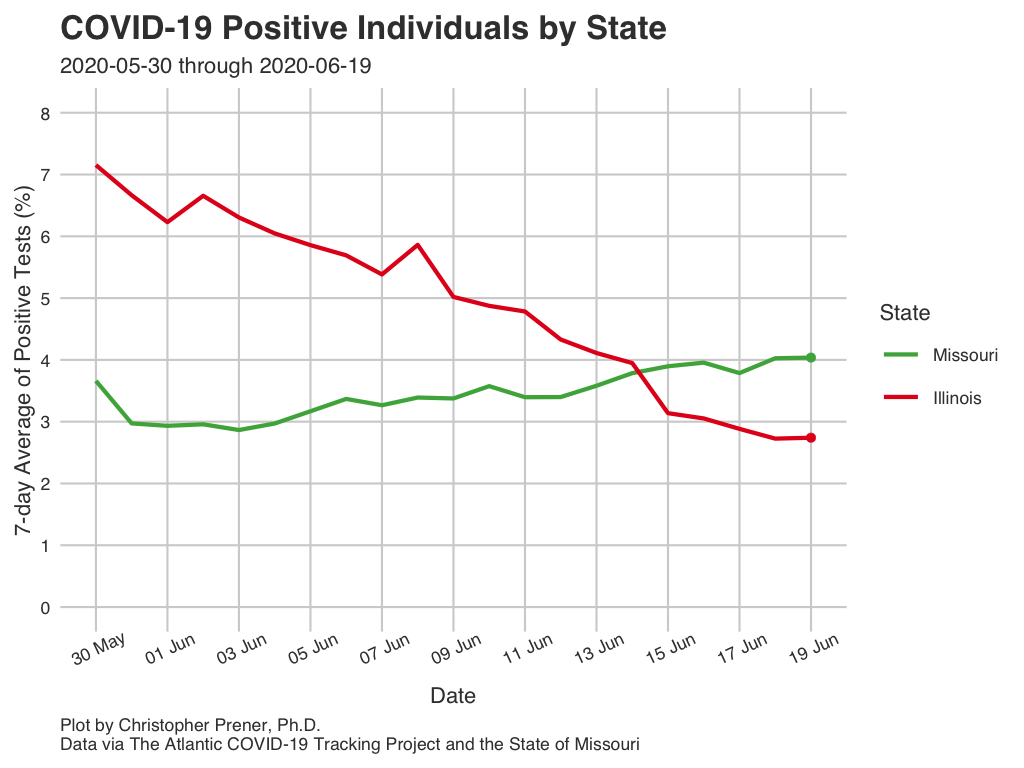 COVID-19 Positive Individuals by State
2020-05-30 through 2020-06-19
7-day Average of Positive Tests (%)
8
7
6
5
4
3
2
1
0
30 May
01 Jun
03 Jun
05 Jun
07 Jun
09 Jun
11 Jun
13 Jun
15 Jun
17 Jun
19 Jun
Date
State
Missouri
Illinois
Plot by Christopher Prener, Ph.D.
Data via The Atlantic COVID-19 Tracking Project and the State of Missouri